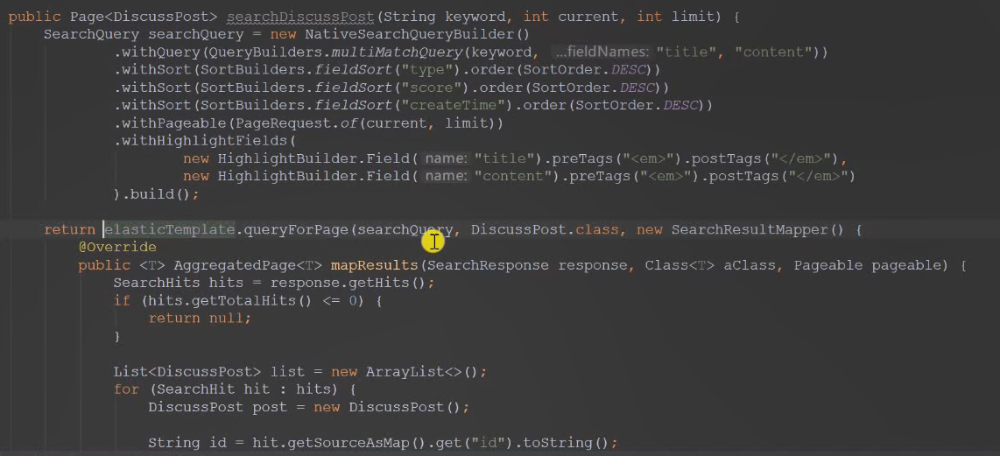 public Page<DiscussPost> searchDiscussPost(String keyword, int current, int limit) {
SearchQuery searchQuery = new NativeSearchQueryBuilder()
.withQuery(QueryBuilders.multiMatchQuery(keyword, ...fieldNames: "title", "content"))
.withSort(SortBuilders.fieldSort("type").order(SortOrder.DESC))
.withSort(SortBuilders.fieldSort("score").order(SortOrder.DESC))
.withSort(SortBuilders.fieldSort("createTime").order(SortOrder.DESC))
.withPageable(PageRequest.of(current, limit))
.withHighlightFields(
new HighlightBuilder.Field( name: "title").preTags("<em>").postTags("</em>"),
new HighlightBuilder.Field( name: "content").preTags("<em>").postTags("</em>")
).build();
return elasticTemplate.queryForPage(searchQuery, DiscussPost.class, new SearchResultMapper() {
@Override
public <T> AggregatedPage<T> mapResults(SearchResponse response, Class<T> aClass, Pageable pageable) {
SearchHits hits = response.getHits();
if (hits.getTotalHits() <= 0) {
return null;
}
List<DiscussPost> list = new ArrayList<>();
for (SearchHit hit : hits) {
DiscussPost post = new DiscussPost();
String id = hit.getSourceAsMap().get("id").toString();